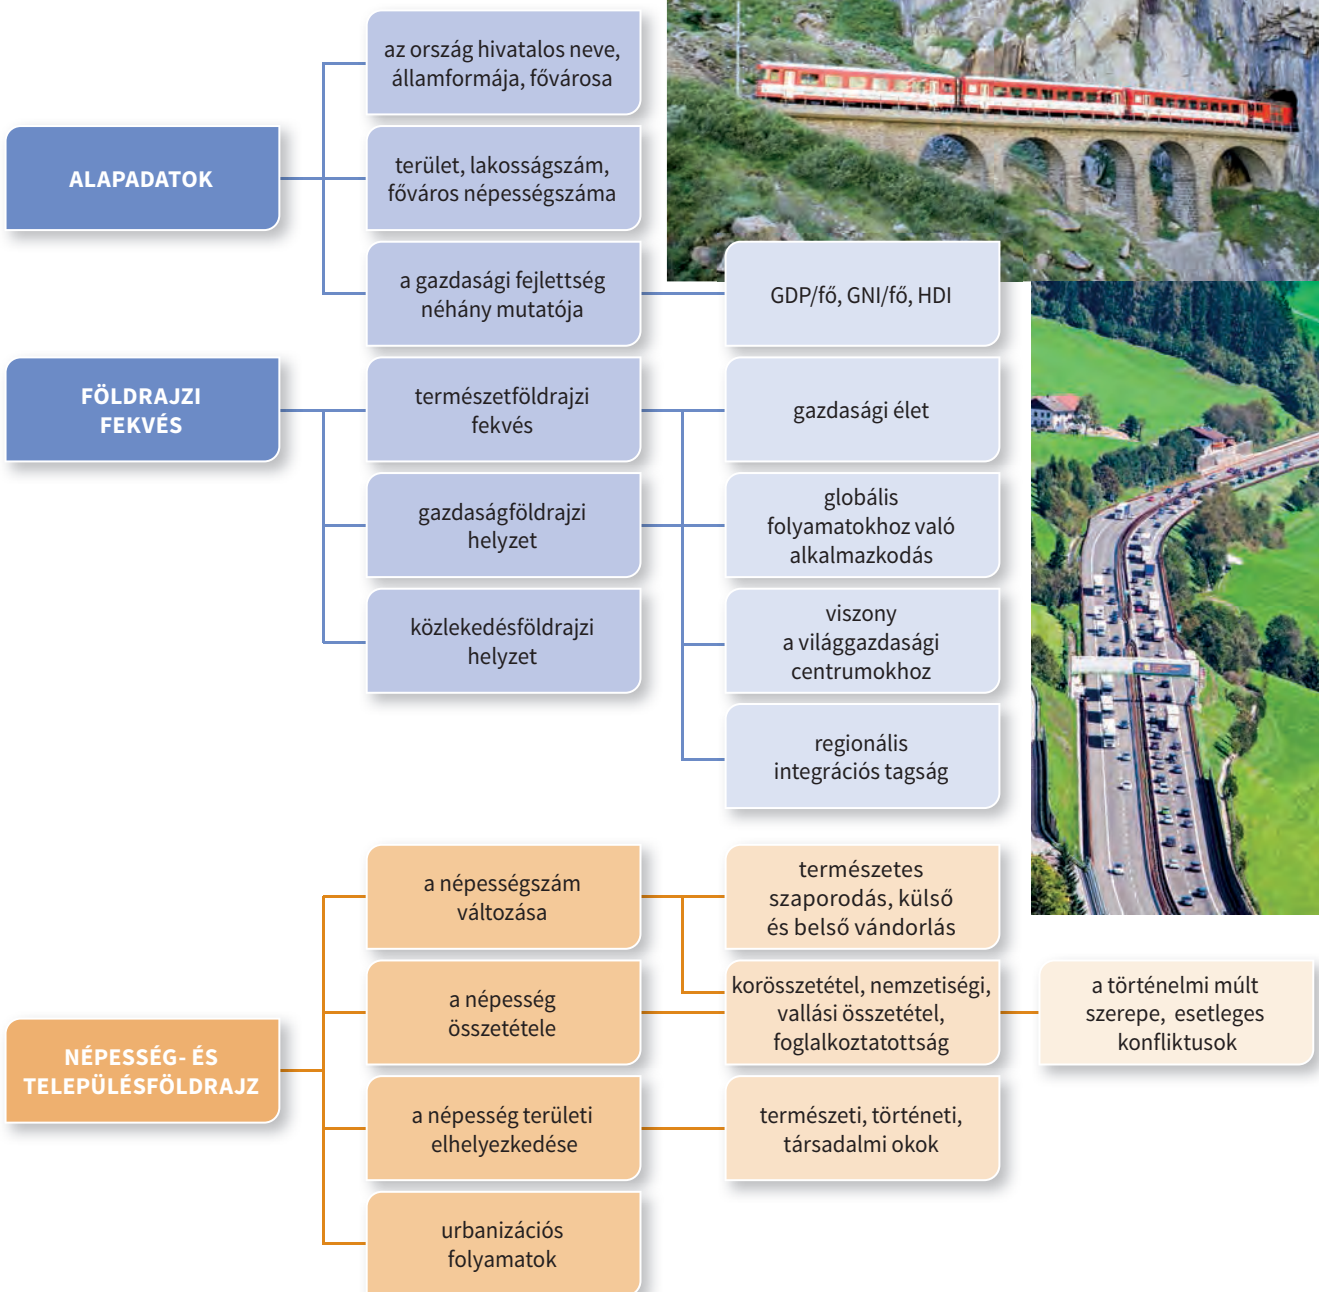 ALAPADATOK
az ország hivatalos neve,
államformája, fővárosa
terület, lakosságszám,
főváros népességszáma
a gazdasági fejlettség
néhány mutatója
GDP/fő, GNI/fő, HDI
FÖLDRAJZI
FEKVÉS
természetföldrajzi
fekvés
gazdaságföldrajzi
helyzet
közlekedésföldrajzi
helyzet
gazdasági élet
globális
folyamatokhoz való
alkalmazkodás
viszony
a világgazdasági
centrumokhoz
regionális
integrációs tagság
NÉPESSÉG- ÉS
TELEPÜLÉSFÖLDRAJZ
a népességszám
változása
természetes
szaporodás, külső
és belső vándorlás
a népesség
összetétele
korösszetétel, nemzetiségi,
vallási összetétel,
foglalkoztatottság
a történelmi múlt
szerepe, esetleges
konfliktusok
a népesség területi
elhelyezkedése
természeti, történeti,
társadalmi okok
urbanizációs
folyamatok